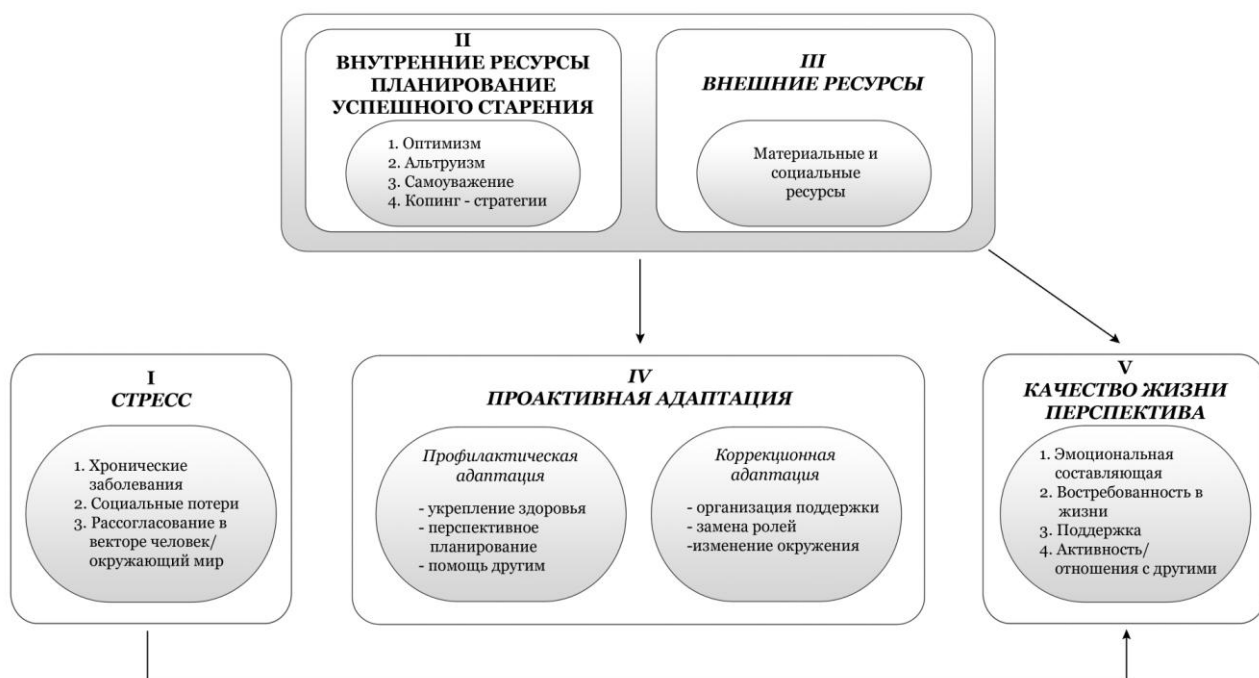 II
ВНУТРЕННИЕ РЕСУРСЫ
ПЛАНИРОВАНИЕ
УСПЕШНОГО СТАРЕНИЯ
1. Оптимизм
2. Альтруизм
3. Самоуважение
4. Копинг - стратегии
III
ВНЕШНИЕ РЕСУРСЫ
Материальные и
социальные
ресурсы
I
СТРЕСС
1. Хронические
заболевания
2. Социальные потери
3. Рассогласование в
векторе человек/
окружающий мир
IV
ПРОАКТИВНАЯ АДАПТАЦИЯ
Профилактическая
адаптация
- укрепление здоровья
- перспективное
планирование
- помощь другим
Коррекционная
адаптация
- организация поддержки
- замена ролей
-изменение окружения
V
КАЧЕСТВО ЖИЗНИ
ПЕРСПЕКТИВА
1. Эмоциональная
составляющая
2. Востребованность в
жизни
3. Поддержка
4. Активность/
отношения с другими